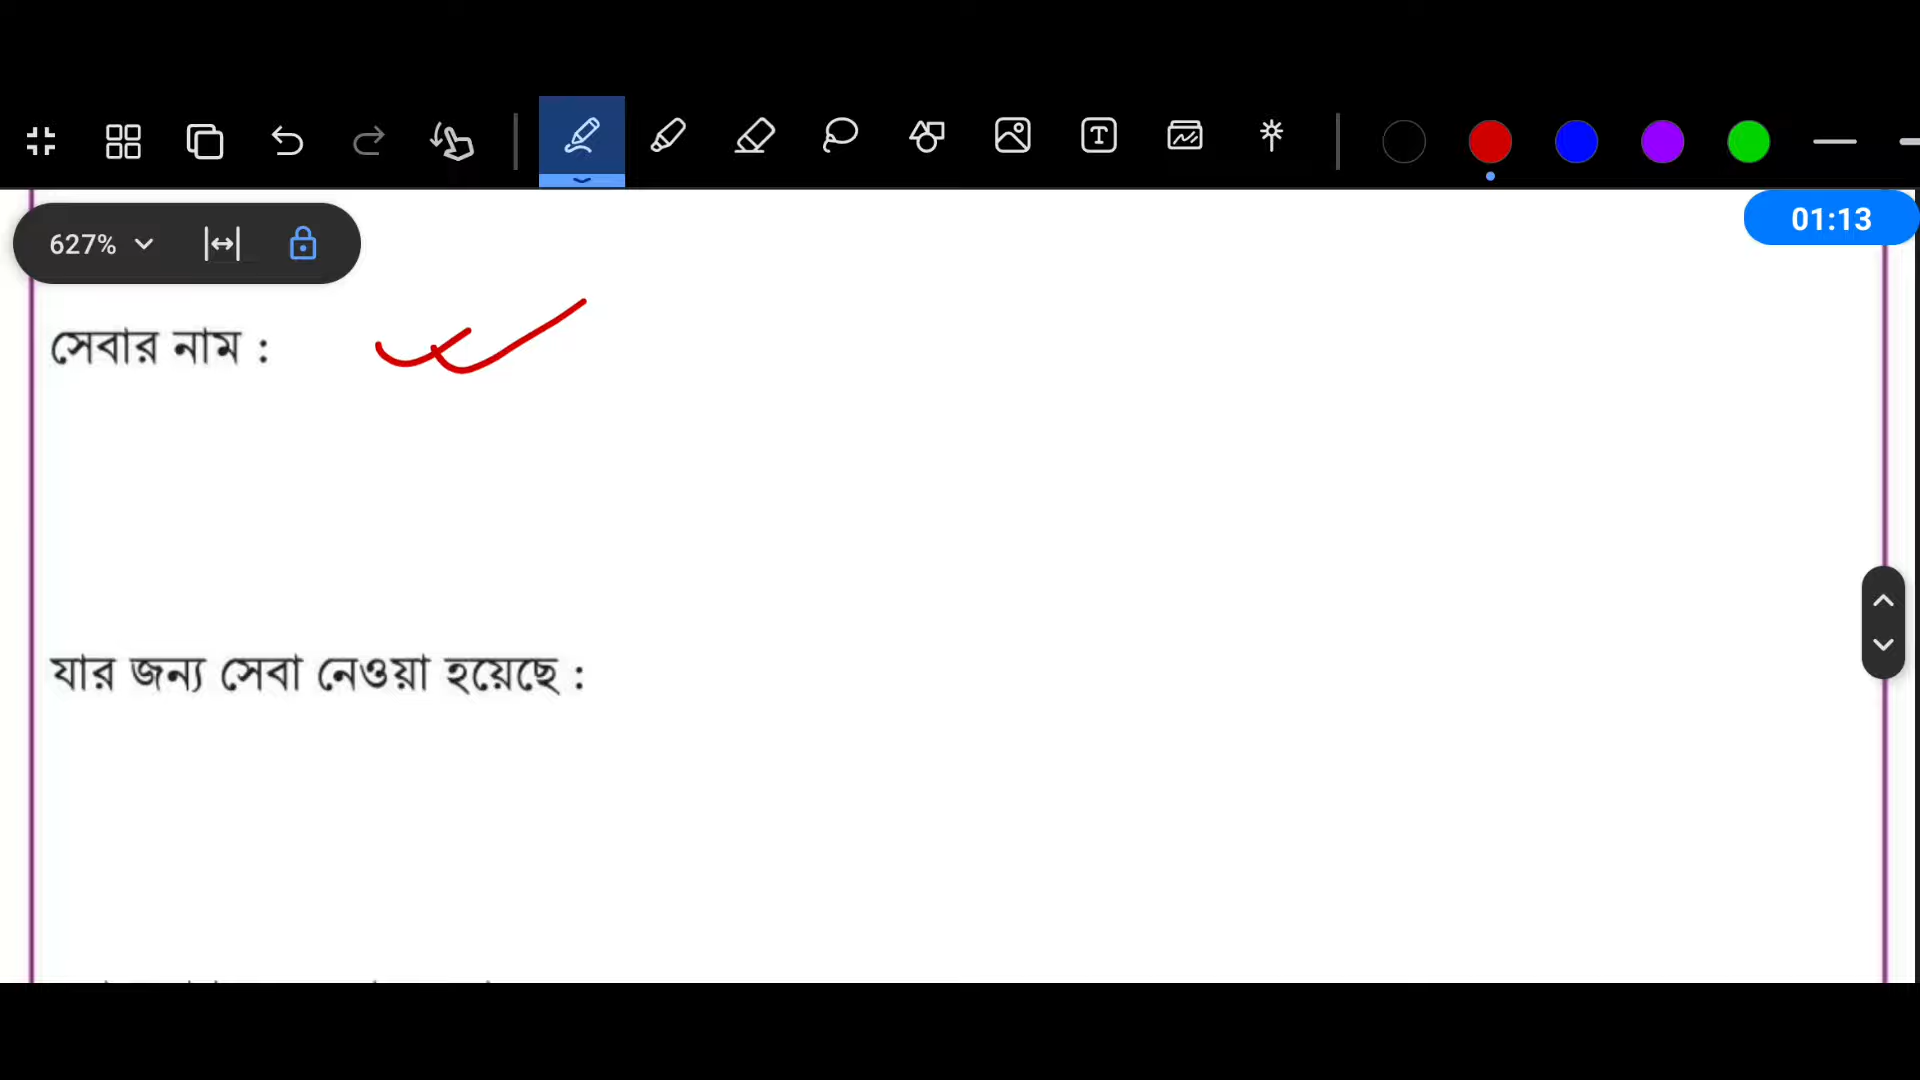 627%
01:13
সেবার নাম :
যার জন্য সেবা নেওয়া হয়েছে :